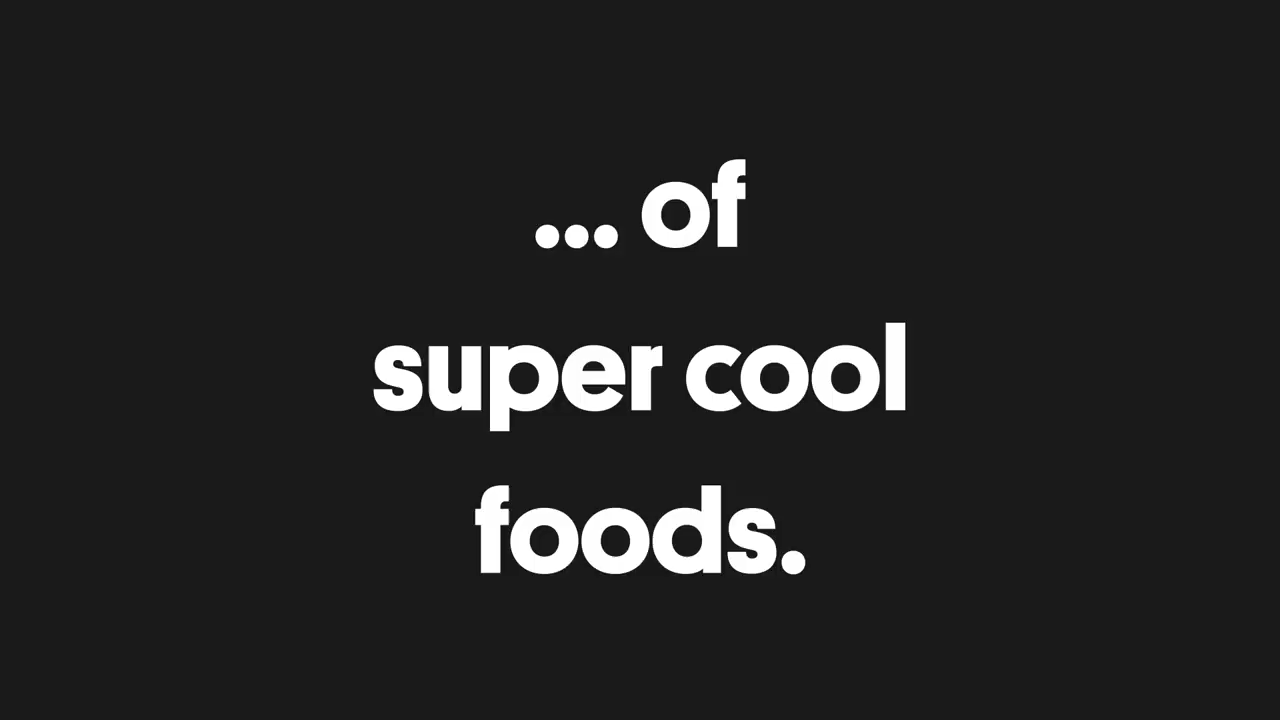 ... of
super cool
foods.